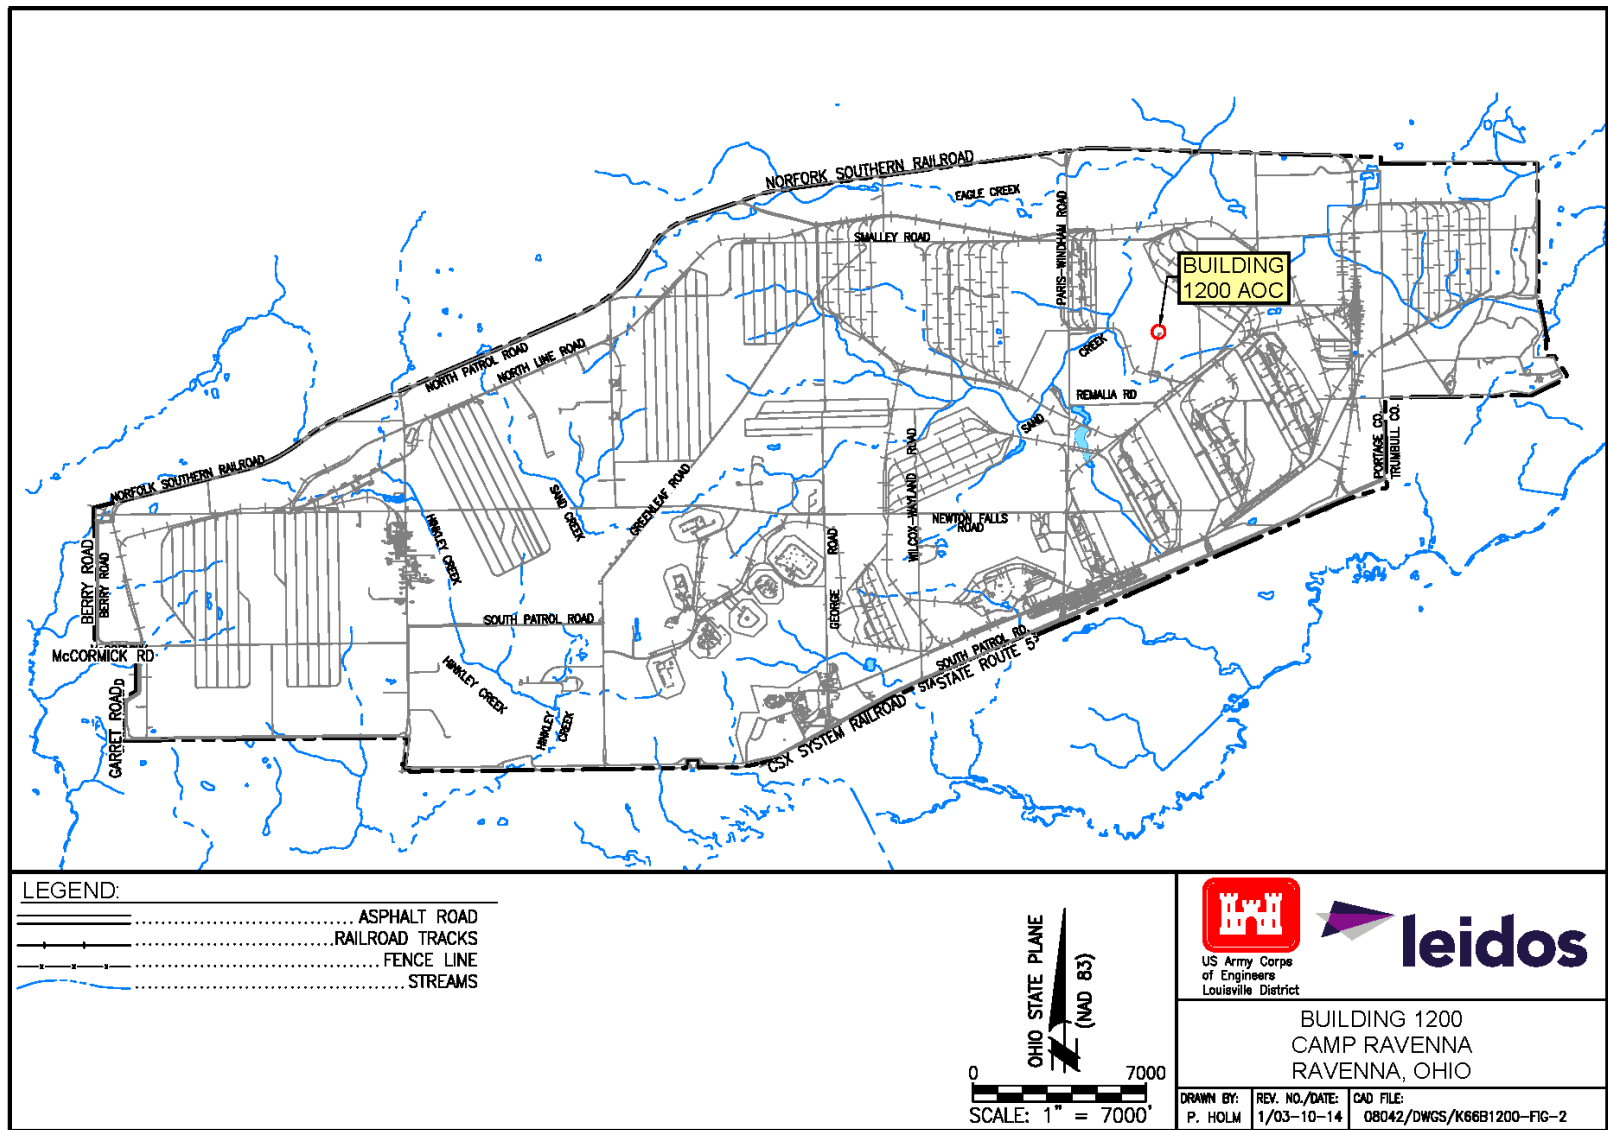 NORFORK SOUTHERN RAILROAD
EAGLE CREEK
SMALLEY ROAD
PARIS-WINDHAM ROAD
BUILDING
1200 AOC
CREEK
SAND
REMALIA RD
NORTH PATROL ROAD
NORTH LINE ROAD
NORFOLK SOUTHERN RAILROAD
PORTAGE CO.
TRUMBULL CO.
BERRY ROAD
BERRY ROAD
HINKLEY CREEK
SAND CREEK
GREENLEAF ROAD
GEORGE ROAD
WILCOX-WAYLAND ROAD
NEWTON FALLS
ROAD
SOUTH PATROL ROAD
McCORMICK RD
GARRET ROAD
HINKLEY CREEK
HINKLEY
CREEK
SOUTH PATROL RD.
STATE ROUTE 5
CSX SYSTEM RAILROAD
LEGEND:
ASPHALT ROAD
RAILROAD TRACKS
FENCE LINE
STREAMS
OHIO STATE PLANE
(NAD 83)
0 7000
SCALE: 1" = 7000'
US Army Corps
of Engineers
Louisville District
leidos
BUILDING 1200
CAMP RAVENNA
RAVENNA, OHIO
DRAWN BY:
P. HOLM
REV. NO./DATE:
1/03-10-14
CAD FILE:
08042/DWGS/K66B1200-FIG-2